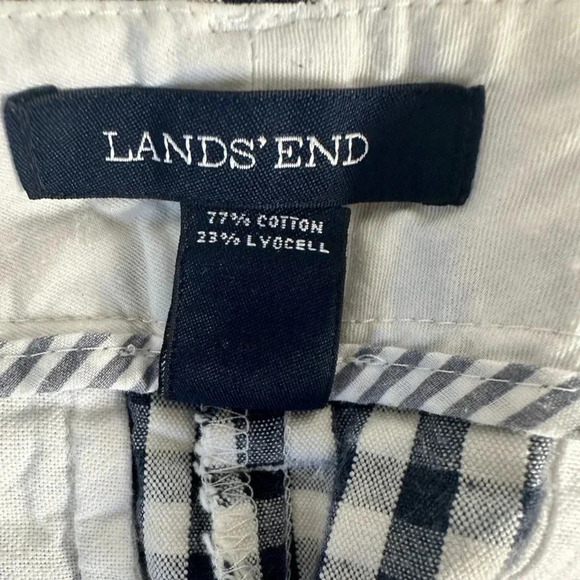 LANDS' END
77% COTTON
23% LYOCELL